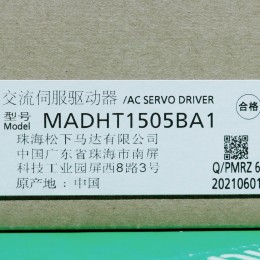 交流伺服驱动器 /AC SERVO DRIVER
型号
Model MADHT1505BA1
合格
珠海松下马达有限公司
中国广东省珠海市南屏
科技工业园屏西8路3号
原产地：中国
Q/PMRZ 6
20210601